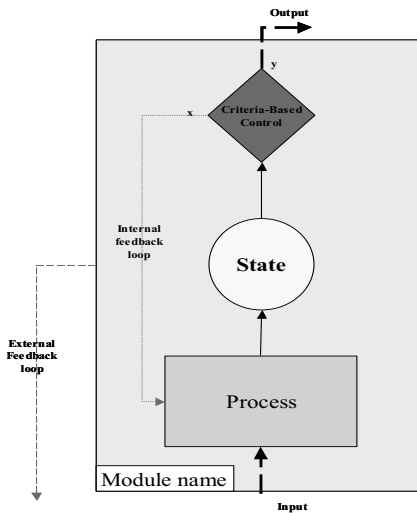 Output
y
x
Criteria-Based
Control
Internal
feedback
loop
State
External
Feedback
loop
Process
Module name
Input